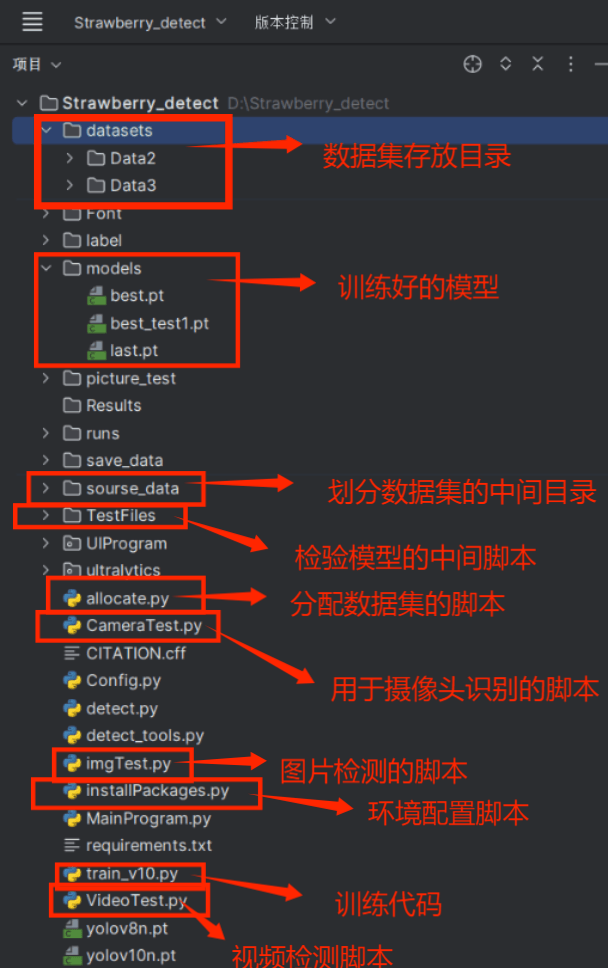 Strawberry_detect 版本控制
项目
Strawberry_detect D:\Strawberry_detect
datasets
数据集存放目录
Data2
Data3
Font
label
models
训练好的模型
best.pt
best_test1.pt
last.pt
picture_test
Results
runs
save_data
sourse_data
划分数据集的中间目录
TestFiles
检验模型的中间脚本
UIProgram
ultralytics
allocate.py
分配数据集的脚本
CameraTest.py
用于摄像头识别的脚本
CITATION.cff
Config.py
detect.py
detect_tools.py
imgTest.py
图片检测的脚本
installPackages.py
环境配置脚本
MainProgram.py
requirements.txt
train_v10.py
训练代码
VideoTest.py
视频检测脚本
yolov8n.pt
yolov10n.pt